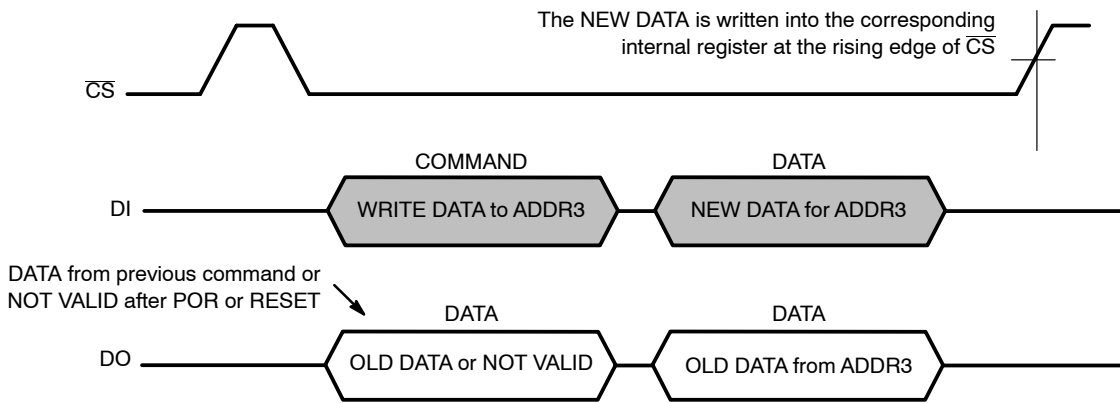 The NEW DATA is written into the corresponding
internal register at the rising edge of C̅S̅
C̅S̅
COMMAND
DATA
DI
WRITE DATA to ADDR3
NEW DATA for ADDR3
DATA from previous command or
NOT VALID after POR or RESET
DATA
DATA
DO
OLD DATA or NOT VALID
OLD DATA from ADDR3